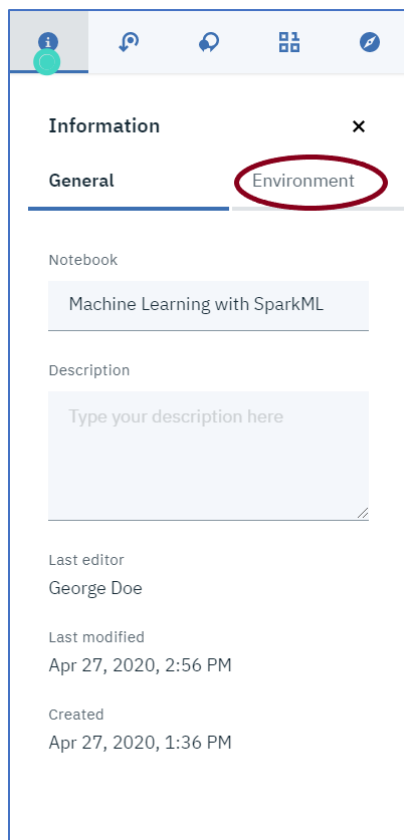 Information
General
Environment
Notebook
Machine Learning with SparkML
Description
Type your description here
Last editor
George Doe
Last modified
Apr 27, 2020, 2:56 PM
Created
Apr 27, 2020, 1:36 PM